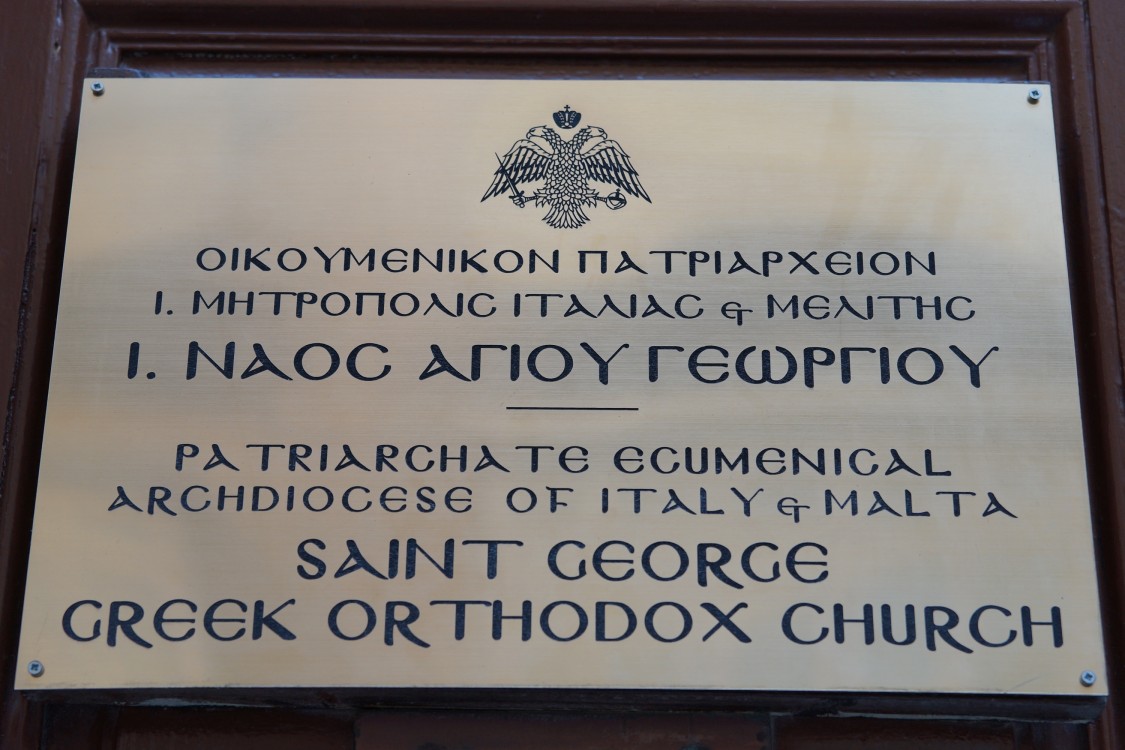 ΟΙΚΟΥΜΕΝΙΚΟΝ ΠΑΤΡΙΑΡΧΕΙΟΝ
Ι. ΜΗΤΡΟΠΟΛΙΣ ΙΤΑΛΙΑΣ & ΜΕΛΙΤΗΣ
Ι. ΝΑΟΣ ΑΓΙΟΥ ΓΕΩΡΓΙΟΥ
PATRIARCHATE ECUMENICAL
ARCHDIOCESE OF ITALY & MALTA
SAINT GEORGE
GREEK ORTHODOX CHURCH